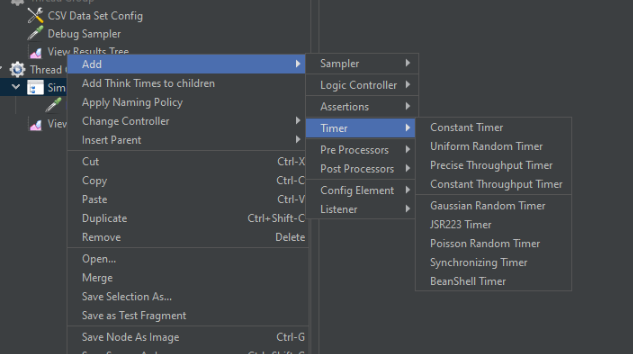 Thread Group
CSV Data Set Config
Debug Sampler
View Results Tree
Thread
Sim
View
Add
Add Think Times to children
Apply Naming Policy
Change Controller
Insert Parent
Cut Ctrl-X
Copy Ctrl-C
Paste Ctrl-V
Duplicate Ctrl+Shift-C
Remove Delete
Open...
Merge
Save Selection As...
Save as Test Fragment
Save Node As Image Ctrl-G
Sampler
Logic Controller
Assertions
Timer
Pre Processors
Post Processors
Config Element
Listener
Constant Timer
Uniform Random Timer
Precise Throughput Timer
Constant Throughput Timer
Gaussian Random Timer
JSR223 Timer
Poisson Random Timer
Synchronizing Timer
BeanShell Timer